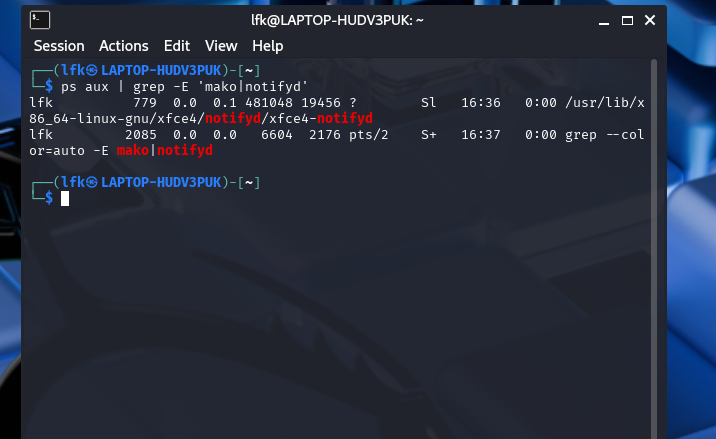 lfk@LAPTOP-HUDV3PUK: ~
Session Actions Edit View Help
┌──(lfk㉿LAPTOP-HUDV3PUK)-[~]
└─$ ps aux | grep -E 'mako|notifyd'
lfk 779 0.0 0.1 481048 19456 ? Sl 16:36 0:00 /usr/lib/x
86_64-linux-gnu/xfce4/notifyd/xfce4-notifyd
lfk 2085 0.0 0.0 6604 2176 pts/2 S+ 16:37 0:00 grep --col
or=auto -E mako|notifyd
┌──(lfk㉿LAPTOP-HUDV3PUK)-[~]
└─$